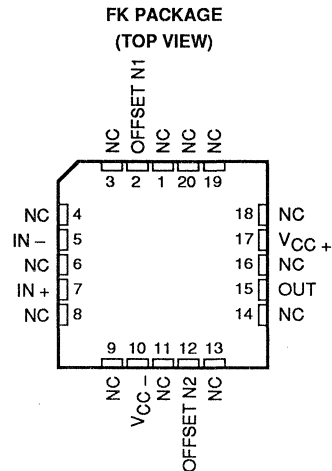 FK PACKAGE
(TOP VIEW)
NC
OFFSET N1
NC
NC
NC
3 2 1 20 19
NC 4
IN − 5
NC 6
IN + 7
NC 8
18 NC
17 VCC +
16 NC
15 OUT
14 NC
9 10 11 12 13
NC
VCC −
NC
OFFSET N2
NC